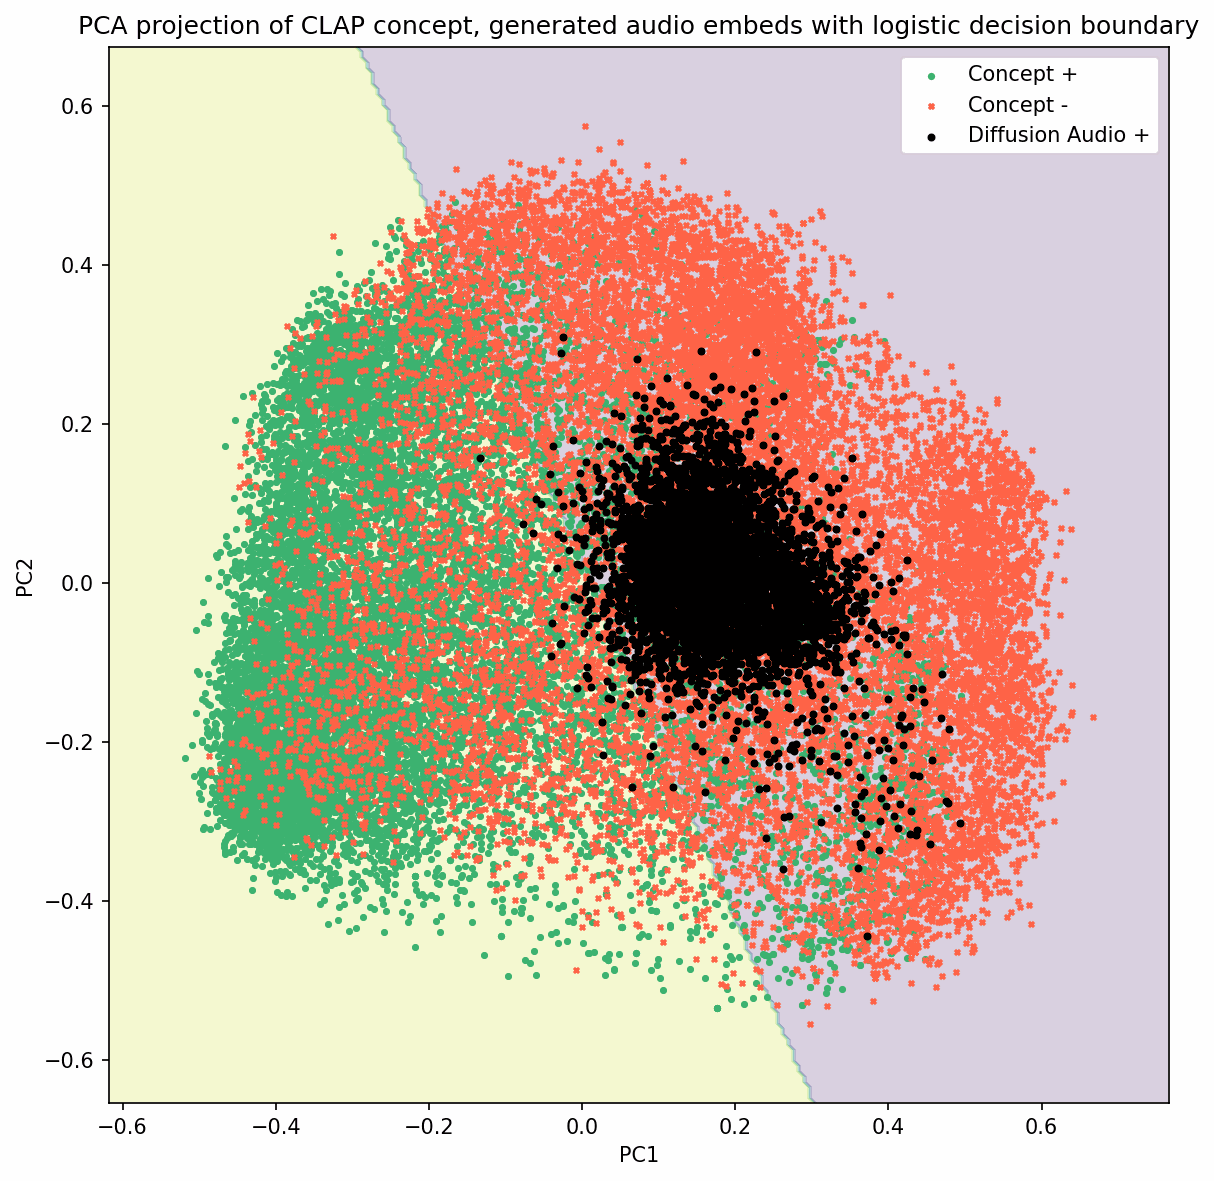 PCA projection of CLAP concept, generated audio embeds with logistic decision boundary
Concept +
Concept -
Diffusion Audio +
0.6
0.4
0.2
0.0
−0.2
−0.4
−0.6
PC2
−0.6
−0.4
−0.2
0.0
0.2
0.4
0.6
PC1